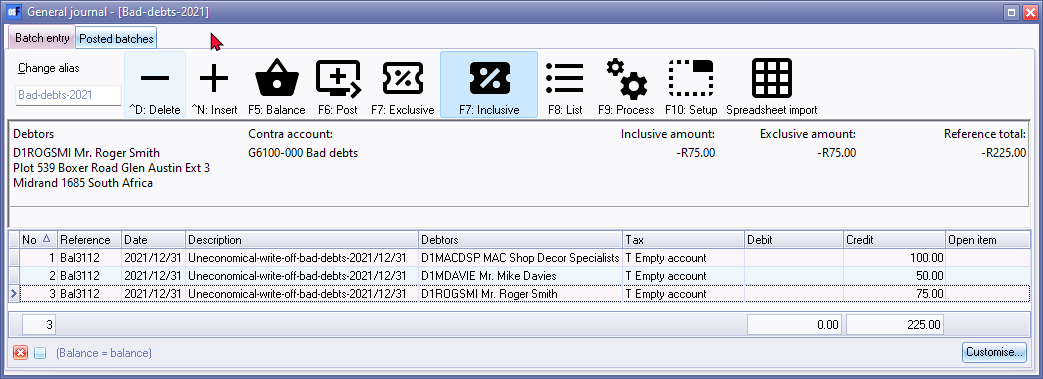 General journal - [Bad-debts-2021]
Batch entry Posted batches
Change alias
Bad-debts-2021
^D: Delete ^N: Insert F5: Balance F6: Post F7: Exclusive F7: Inclusive F8: List F9: Process F10: Setup Spreadsheet import
Debtors Contra account: Inclusive amount: Exclusive amount: Reference total:
D1ROGSMI Mr. Roger Smith G6100-000 Bad debts -R75.00 -R75.00 -R225.00
Plot 539 Boxer Road Glen Austin Ext 3
Midrand 1685 South Africa
No Reference Date Description Debtors Tax Debit Credit Open item
1 Bal3112 2021/12/31 Uneconomical-write-off-bad-debts-2021/12/31 D1MACDSP MAC Shop Decor Specialists T Empty account 100.00
2 Bal3112 2021/12/31 Uneconomical-write-off-bad-debts-2021/12/31 D1MDAVIE Mr. Mike Davies T Empty account 50.00
3 Bal3112 2021/12/31 Uneconomical-write-off-bad-debts-2021/12/31 D1ROGSMI Mr. Roger Smith T Empty account 75.00
3 0.00 225.00
(Balance = balance) Customise...